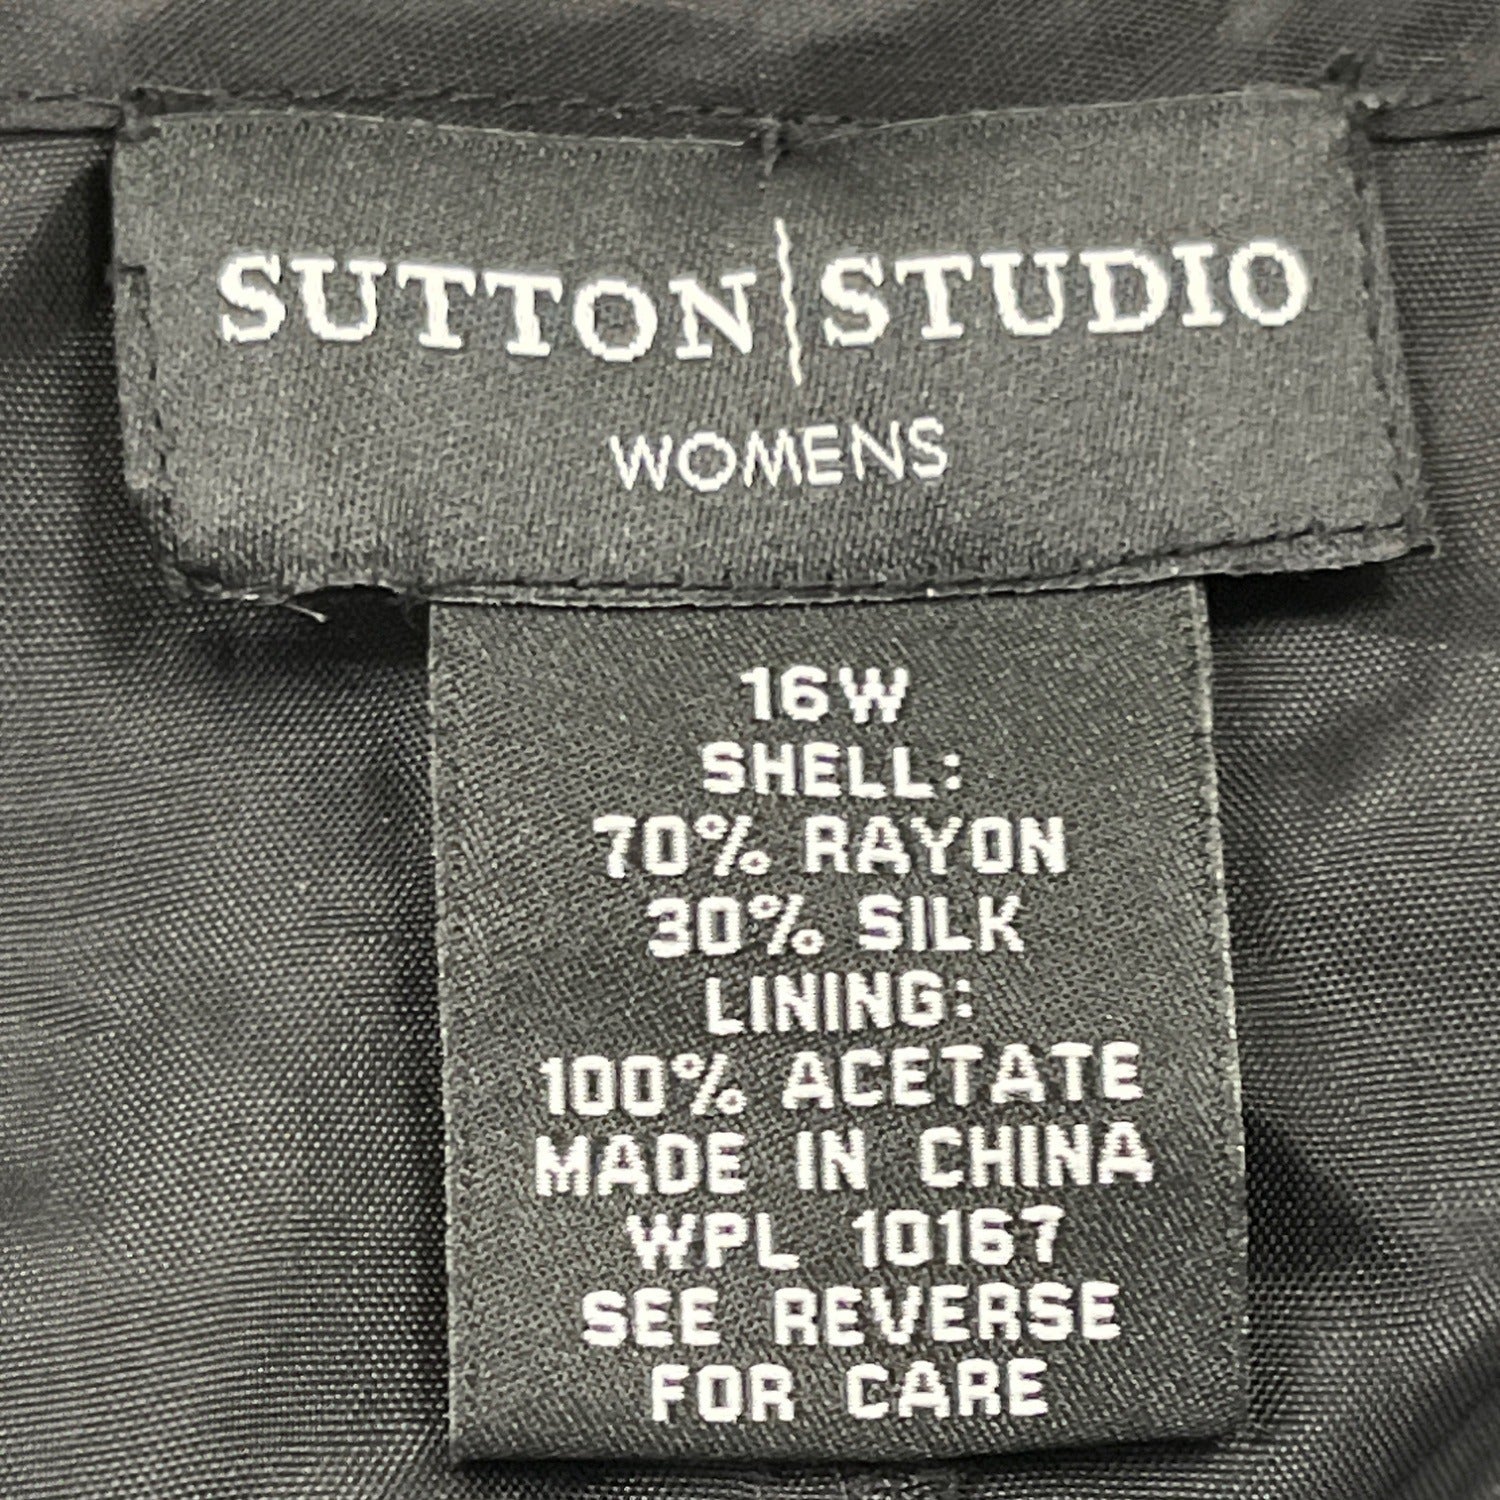 SUTTON|STUDIO
WOMENS
16W
SHELL:
70% RAYON
30% SILK
LINING:
100% ACETATE
MADE IN CHINA
WPL 10167
SEE REVERSE
FOR CARE